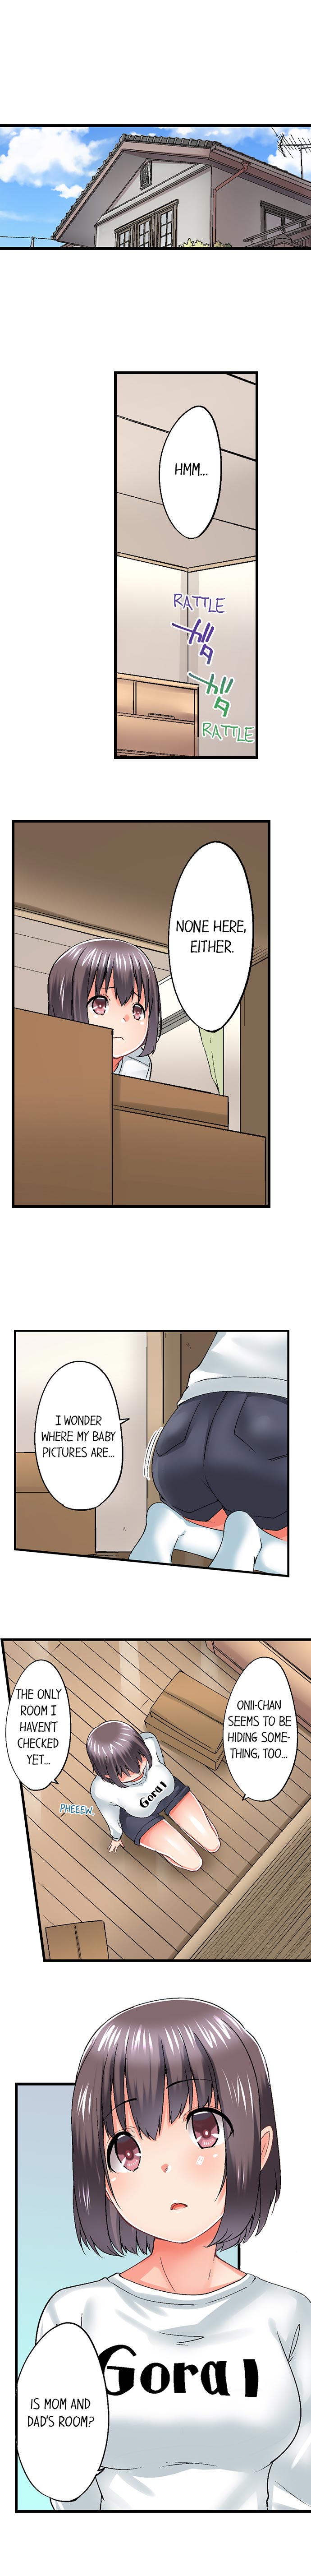 HMM...
RATTLE
ガタ
ガタ
RATTLE
NONE HERE,
EITHER.
I WONDER
WHERE MY BABY
PICTURES ARE...
ONII-CHAN
SEEMS TO BE
HIDING SOME-
THING, TOO...
THE ONLY
ROOM I
HAVEN'T
CHECKED
YET...
PHEEEW
Gora!
IS MOM AND
DAD'S ROOM?
Gora!